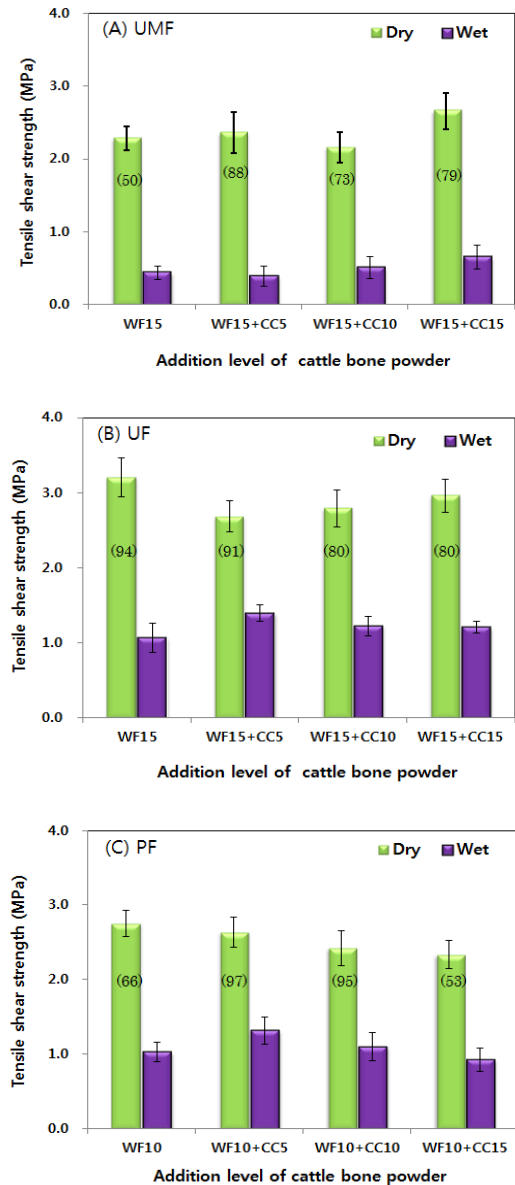 (A) UMF
Dry Wet
Tensile shear strength (MPa)
4.0
3.0
2.0
1.0
0.0
(50) (88) (73) (79)
WF15 WF15+CC5 WF15+CC10 WF15+CC15
Addition level of cattle bone powder
(B) UF
Dry Wet
Tensile shear strength (MPa)
4.0
3.0
2.0
1.0
0.0
(94) (91) (80) (80)
WF15 WF15+CC5 WF15+CC10 WF15+CC15
Addition level of cattle bone powder
(C) PF
Dry Wet
Tensile shear strength (MPa)
4.0
3.0
2.0
1.0
0.0
(66) (97) (95) (53)
WF10 WF10+CC5 WF10+CC10 WF10+CC15
Addition level of cattle bone powder